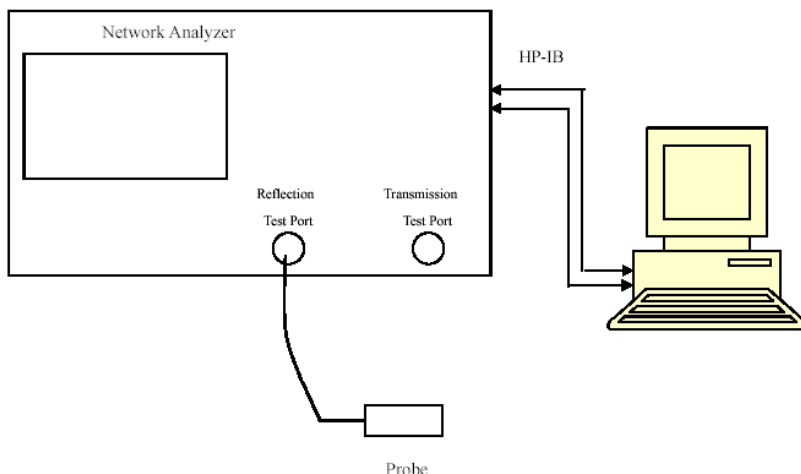 Network Analyzer
HP-IB
Reflection
Test Port
Transmission
Test Port
Probe